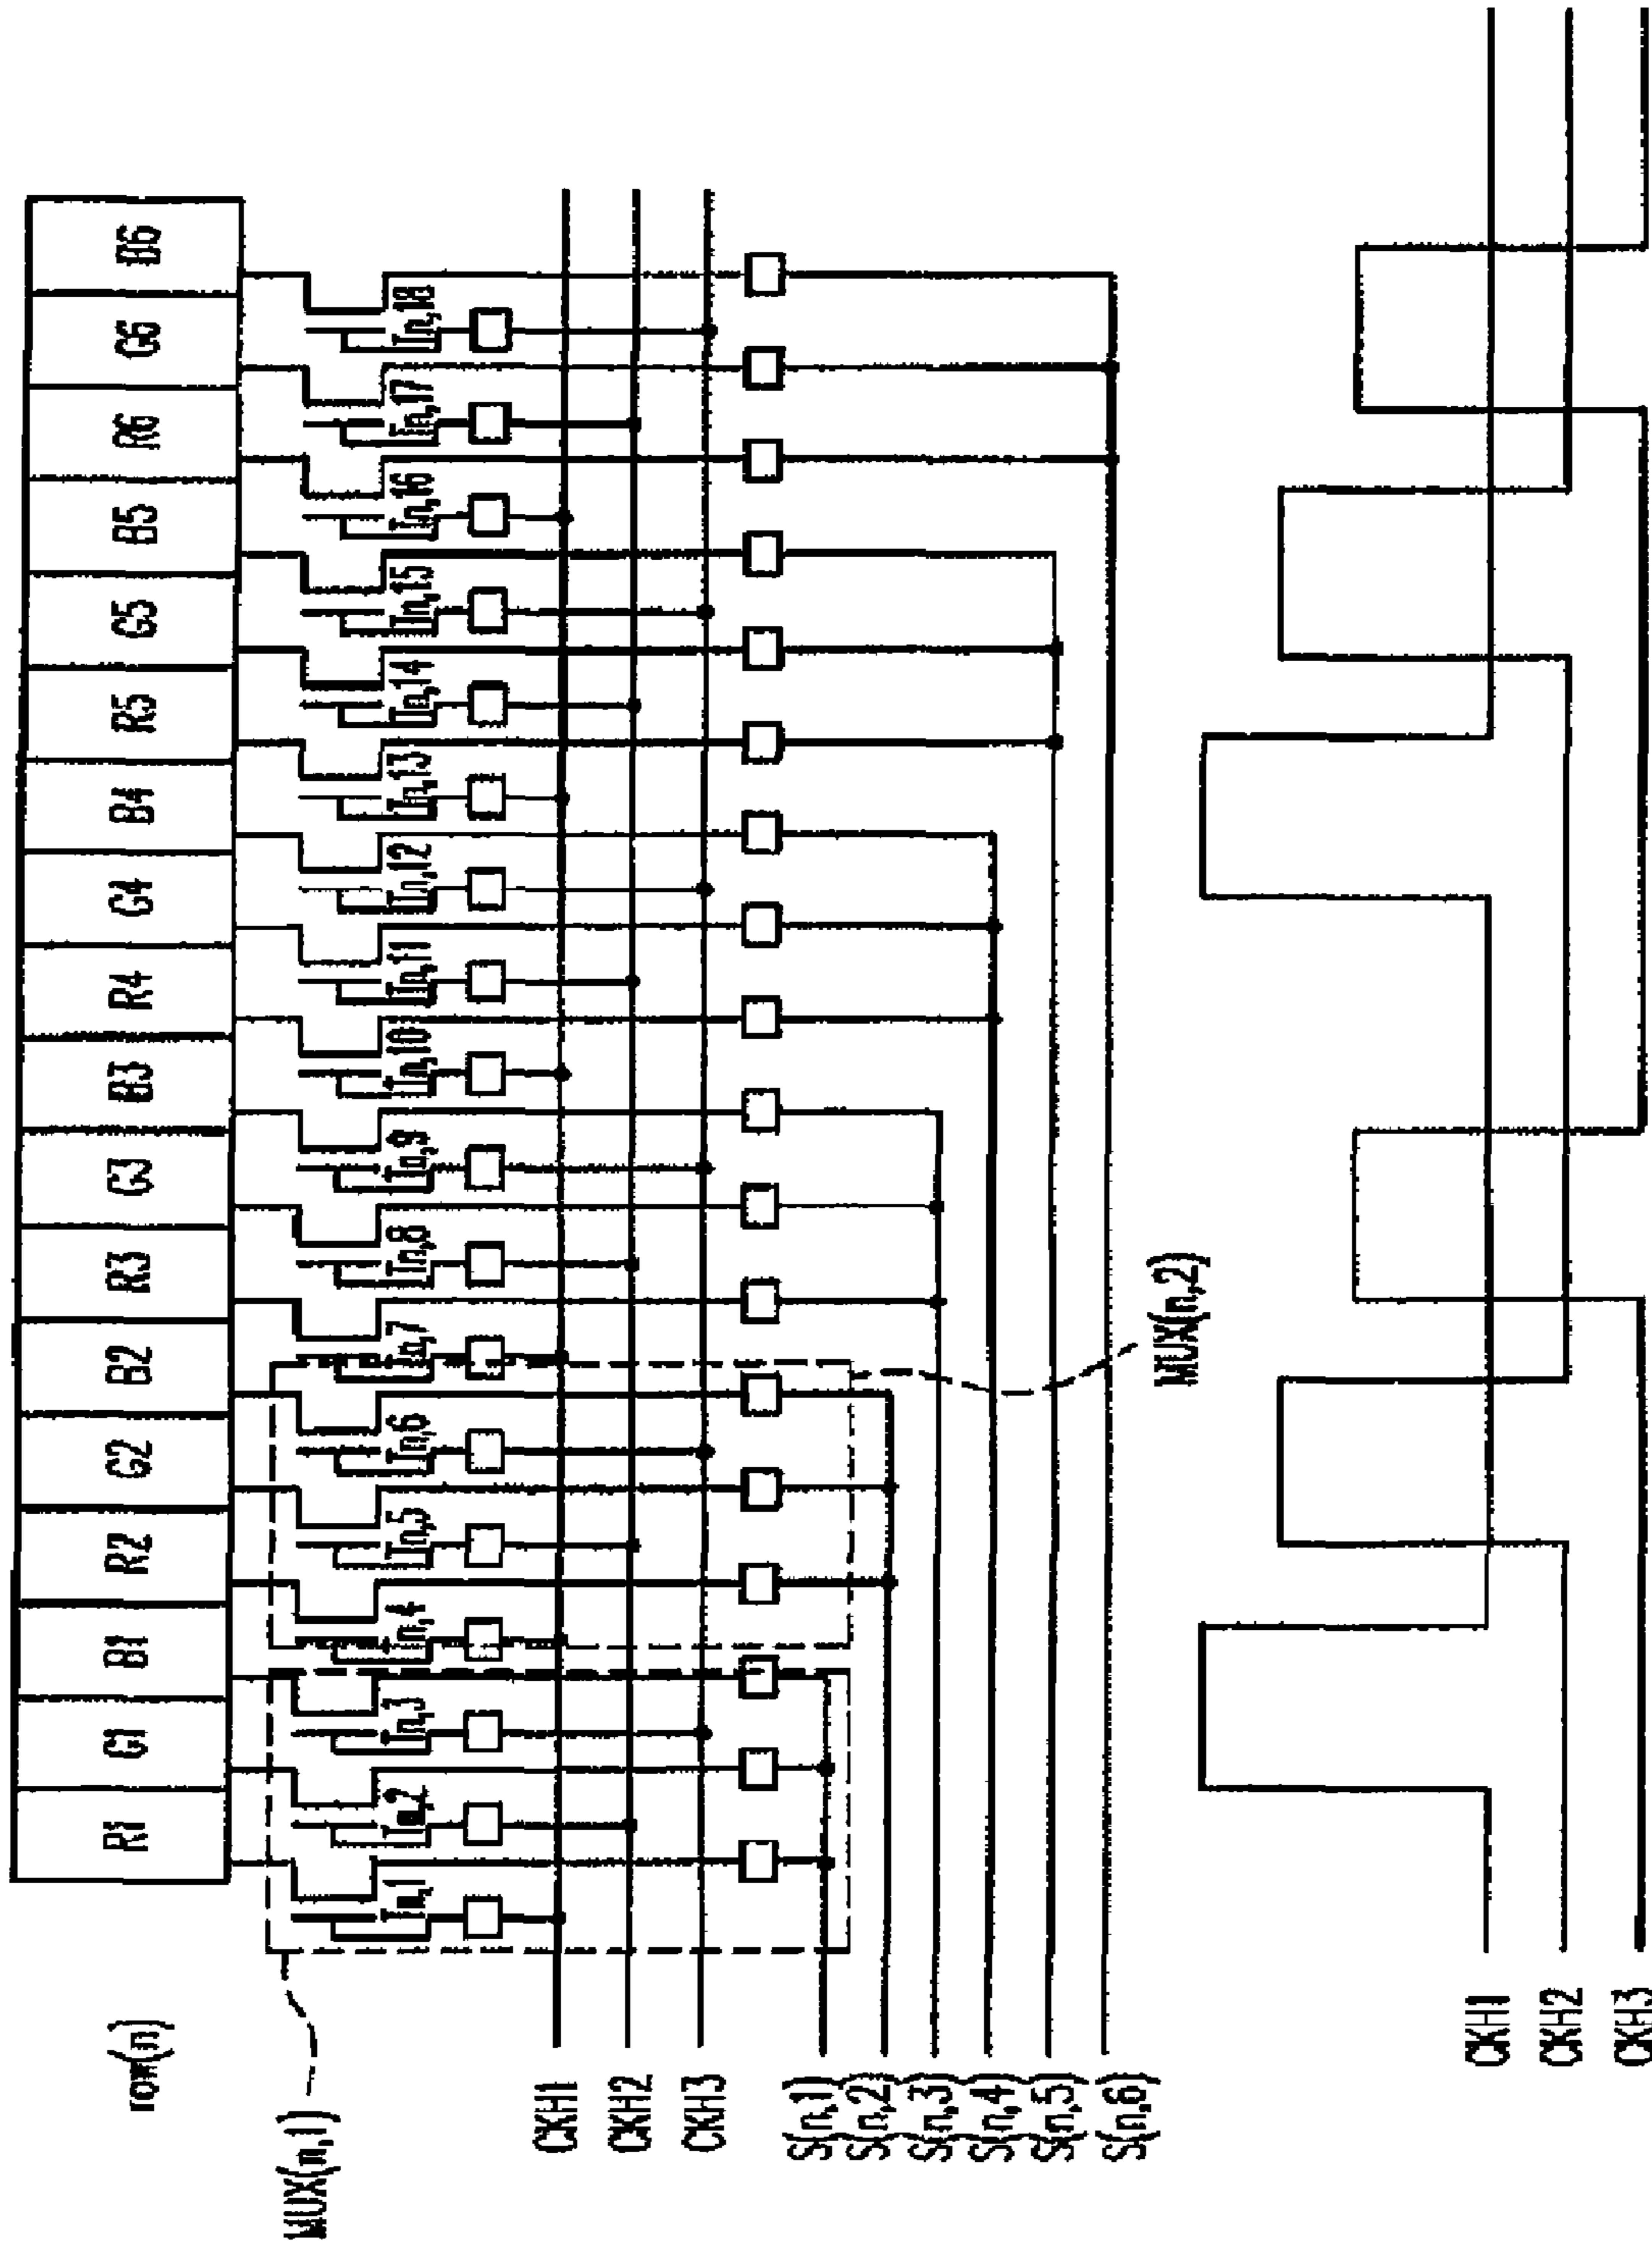 row(n)
R1 G1 B1 R2 G2 B2 R3 G3 B3 R4 G4 B4 R5 G5 B5 R6 G6 B6
MUX(n,1)
Tn,1 Tn,2 Tn,3 Tn,4 Tn,5 Tn,6 Tn,7 Tn,8 Tn,9 Tn,10 Tn,11 Tn,12 Tn,13 Tn,14 Tn,15 Tn,16 Tn,17 Tn,18
CKH1
CKH2
CKH3
S(n,1)
S(n,2)
S(n,3)
S(n,4)
S(n,5)
S(n,6)
MUX(n,2)
CKH1
CKH2
CKH3